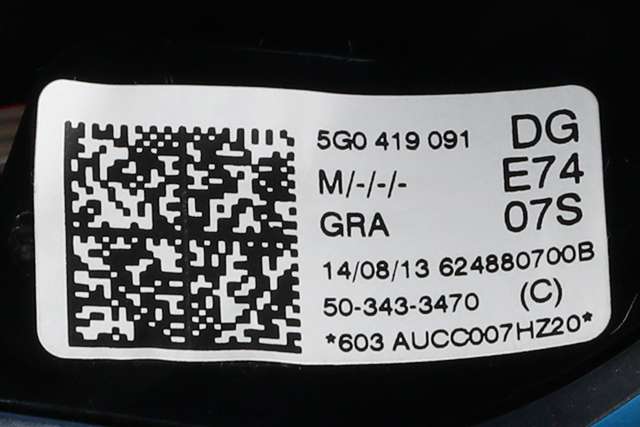 5G0 419 091 DG
M/-/-/- E74
GRA 07S
14/08/13 624880700B
50-343-3470 (C)
*603 AUCC007HZ20*